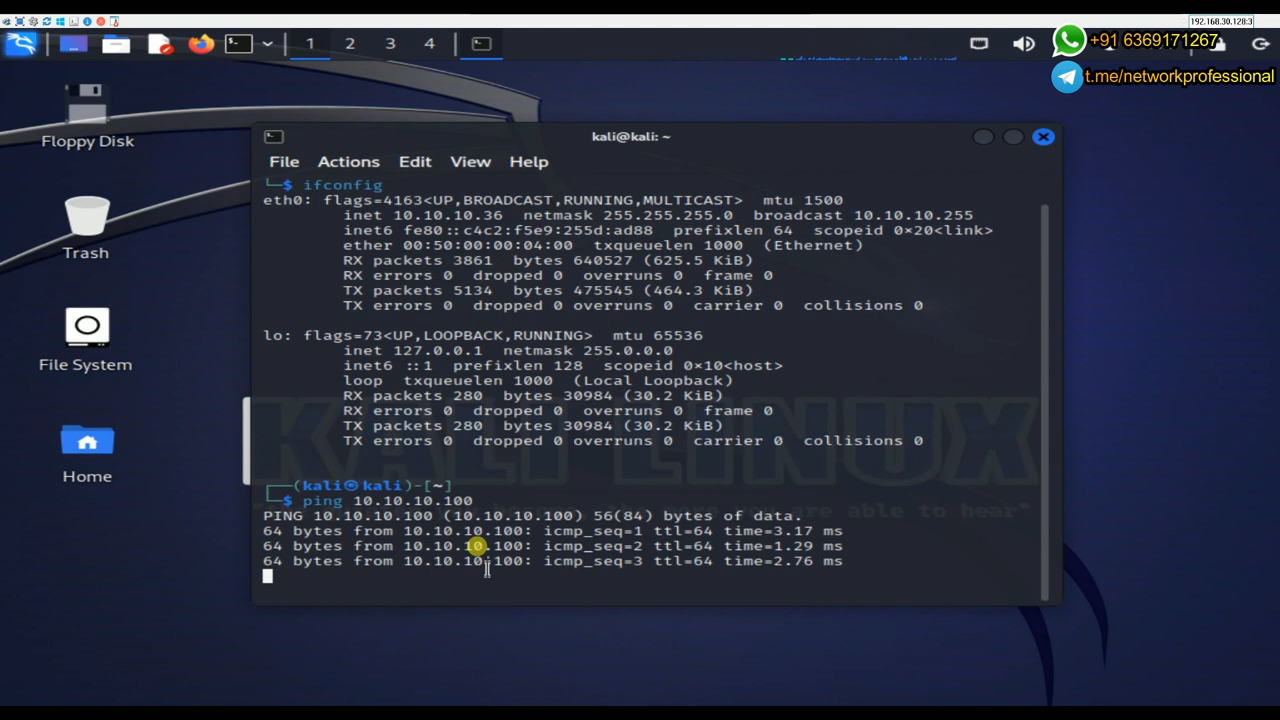 192.168.30.128:3
1 2 3 4
+91 6369171267
t.me/networkprofessional
Floppy Disk
Trash
File System
Home
kali@kali: ~
File Actions Edit View Help
└─$ ifconfig
eth0: flags=4163<UP,BROADCAST,RUNNING,MULTICAST>  mtu 1500
        inet 10.10.10.36  netmask 255.255.255.0  broadcast 10.10.10.255
        inet6 fe80::c4c2:f5e9:255d:ad88  prefixlen 64  scopeid 0×20<link>
        ether 00:50:00:00:04:00  txqueuelen 1000  (Ethernet)
        RX packets 3861  bytes 640527 (625.5 KiB)
        RX errors 0  dropped 0  overruns 0  frame 0
        TX packets 5134  bytes 475545 (464.3 KiB)
        TX errors 0  dropped 0 overruns 0  carrier 0  collisions 0
lo: flags=73<UP,LOOPBACK,RUNNING>  mtu 65536
        inet 127.0.0.1  netmask 255.0.0.0
        inet6 ::1  prefixlen 128  scopeid 0×10<host>
        loop  txqueuelen 1000  (Local Loopback)
        RX packets 280  bytes 30984 (30.2 KiB)
        RX errors 0  dropped 0  overruns 0  frame 0
        TX packets 280  bytes 30984 (30.2 KiB)
        TX errors 0  dropped 0 overruns 0  carrier 0  collisions 0
KALI LINUX
┌──(kali㉿kali)-[~]
└─$ ping 10.10.10.100
you are able to hear"
PING 10.10.10.100 (10.10.10.100) 56(84) bytes of data.
64 bytes from 10.10.10.100: icmp_seq=1 ttl=64 time=3.17 ms
64 bytes from 10.10.10.100: icmp_seq=2 ttl=64 time=1.29 ms
64 bytes from 10.10.10.100: icmp_seq=3 ttl=64 time=2.76 ms